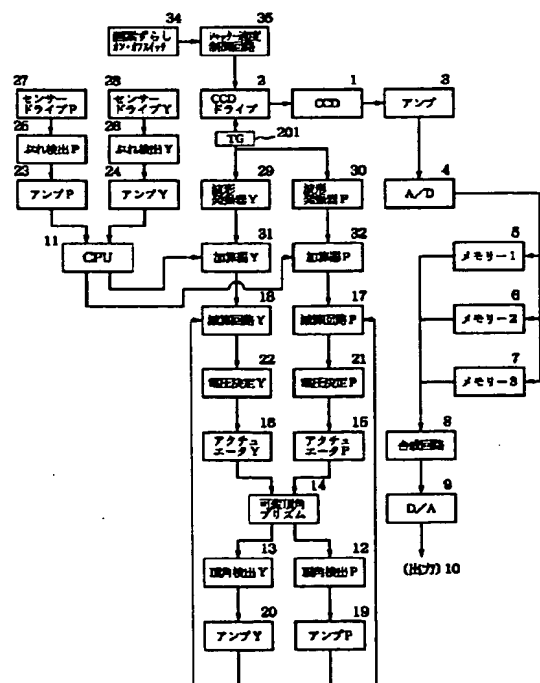 34
35
画素ずらし
オン・オフスイッチ
シャッター速度
制御回路
27
28
2
1
3
センサー
ドライブP
センサー
ドライブY
CCD
ドライブ
CCD
アンプ
25
26
TG
201
ぶれ検出P
ぶれ検出Y
23
24
29
30
4
アンプP
アンプY
波形
変換器Y
波形
変換器P
A/D
11
31
32
5
CPU
加算器Y
加算器P
メモリー1
18
17
6
減算回路Y
減算回路P
メモリー2
22
21
7
電圧決定Y
電圧決定P
メモリー3
16
15
8
アクチュ
エータY
アクチュ
エータP
合成回路
14
9
可変頂角
プリズム
D/A
13
12
頂角検出Y
頂角検出P
(出力)10
20
19
アンプY
アンプP